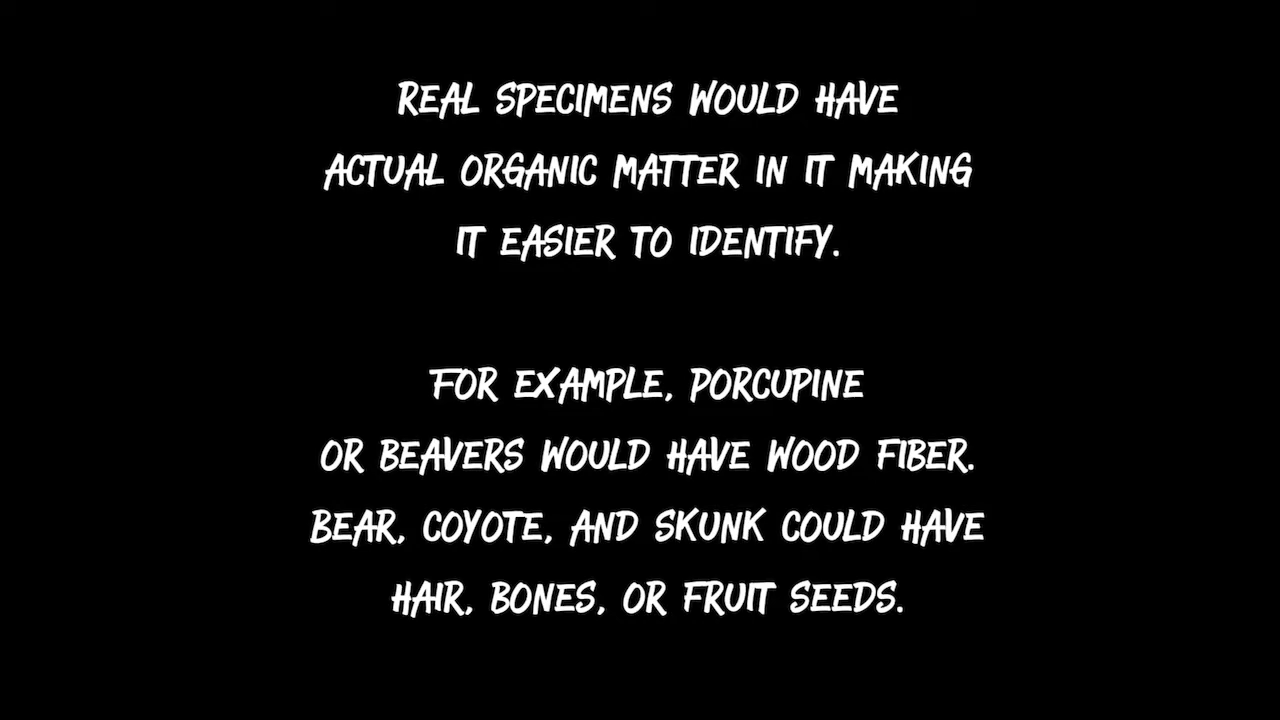 REAL SPECIMENS WOULD HAVE
ACTUAL ORGANIC MATTER IN IT MAKING
IT EASIER TO IDENTIFY.
FOR EXAMPLE, PORCUPINE
OR BEAVERS WOULD HAVE WOOD FIBER.
BEAR, COYOTE, AND SKUNK COULD HAVE
HAIR, BONES, OR FRUIT SEEDS.